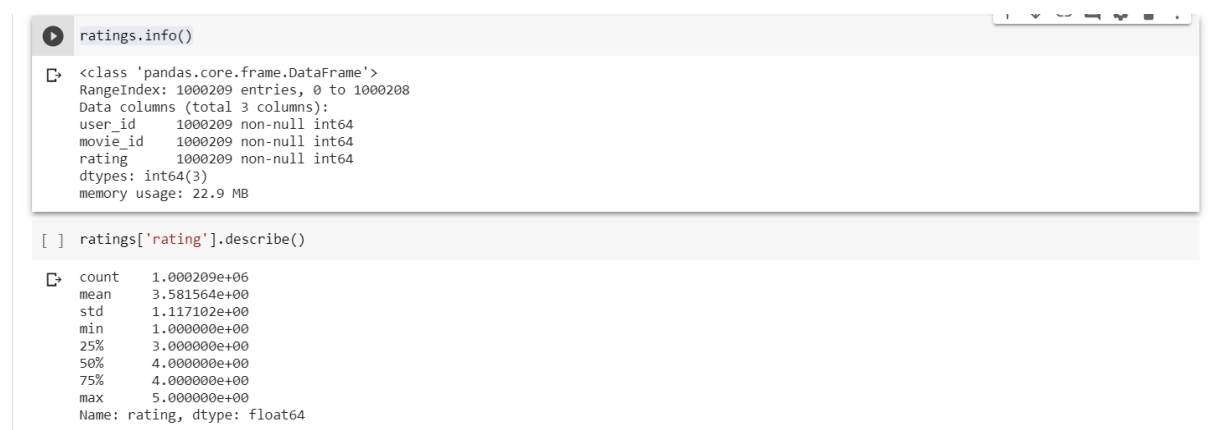 ratings.info()
<class 'pandas.core.frame.DataFrame'>
RangeIndex: 1000209 entries, 0 to 1000208
Data columns (total 3 columns):
user_id     1000209 non-null int64
movie_id    1000209 non-null int64
rating      1000209 non-null int64
dtypes: int64(3)
memory usage: 22.9 MB
[ ] ratings['rating'].describe()
count    1.000209e+06
mean     3.581564e+00
std      1.117102e+00
min      1.000000e+00
25%      3.000000e+00
50%      4.000000e+00
75%      4.000000e+00
max      5.000000e+00
Name: rating, dtype: float64